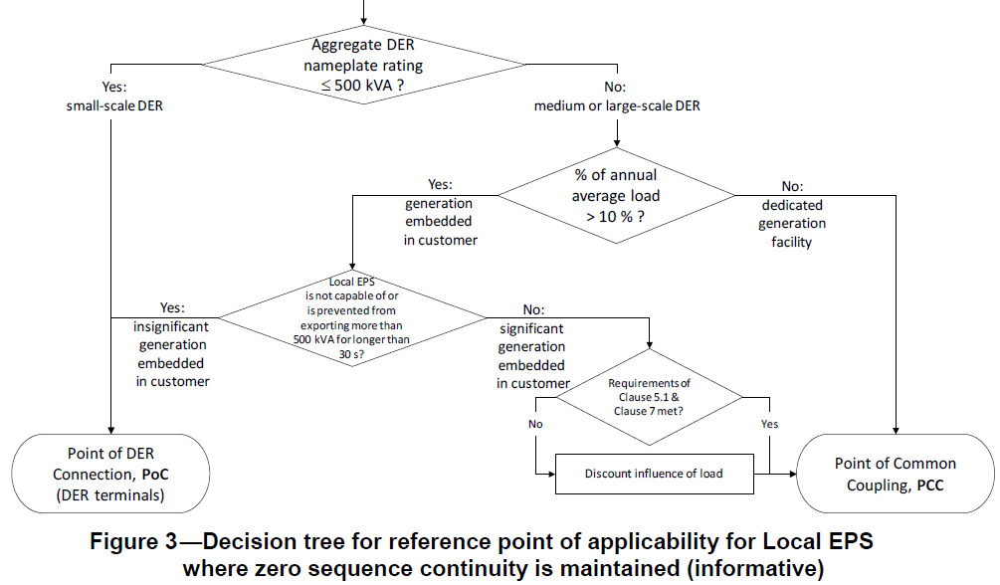 Aggregate DER
nameplate rating
≤ 500 kVA ?
Yes:
small-scale DER
No:
medium or large-scale DER
% of annual
average load
> 10 % ?
Yes:
generation
embedded
in customer
No:
dedicated
generation
facility
Local EPS
is not capable of or
is prevented from
exporting more than
500 kVA for longer than
30 s?
Yes:
insignificant
generation
embedded
in customer
No:
significant
generation
embedded
in customer
Requirements of
Clause 5.1 &
Clause 7 met?
No
Yes
Discount influence of load
Point of DER
Connection, PoC
(DER terminals)
Point of Common
Coupling, PCC
Figure 3—Decision tree for reference point of applicability for Local EPS
where zero sequence continuity is maintained (informative)